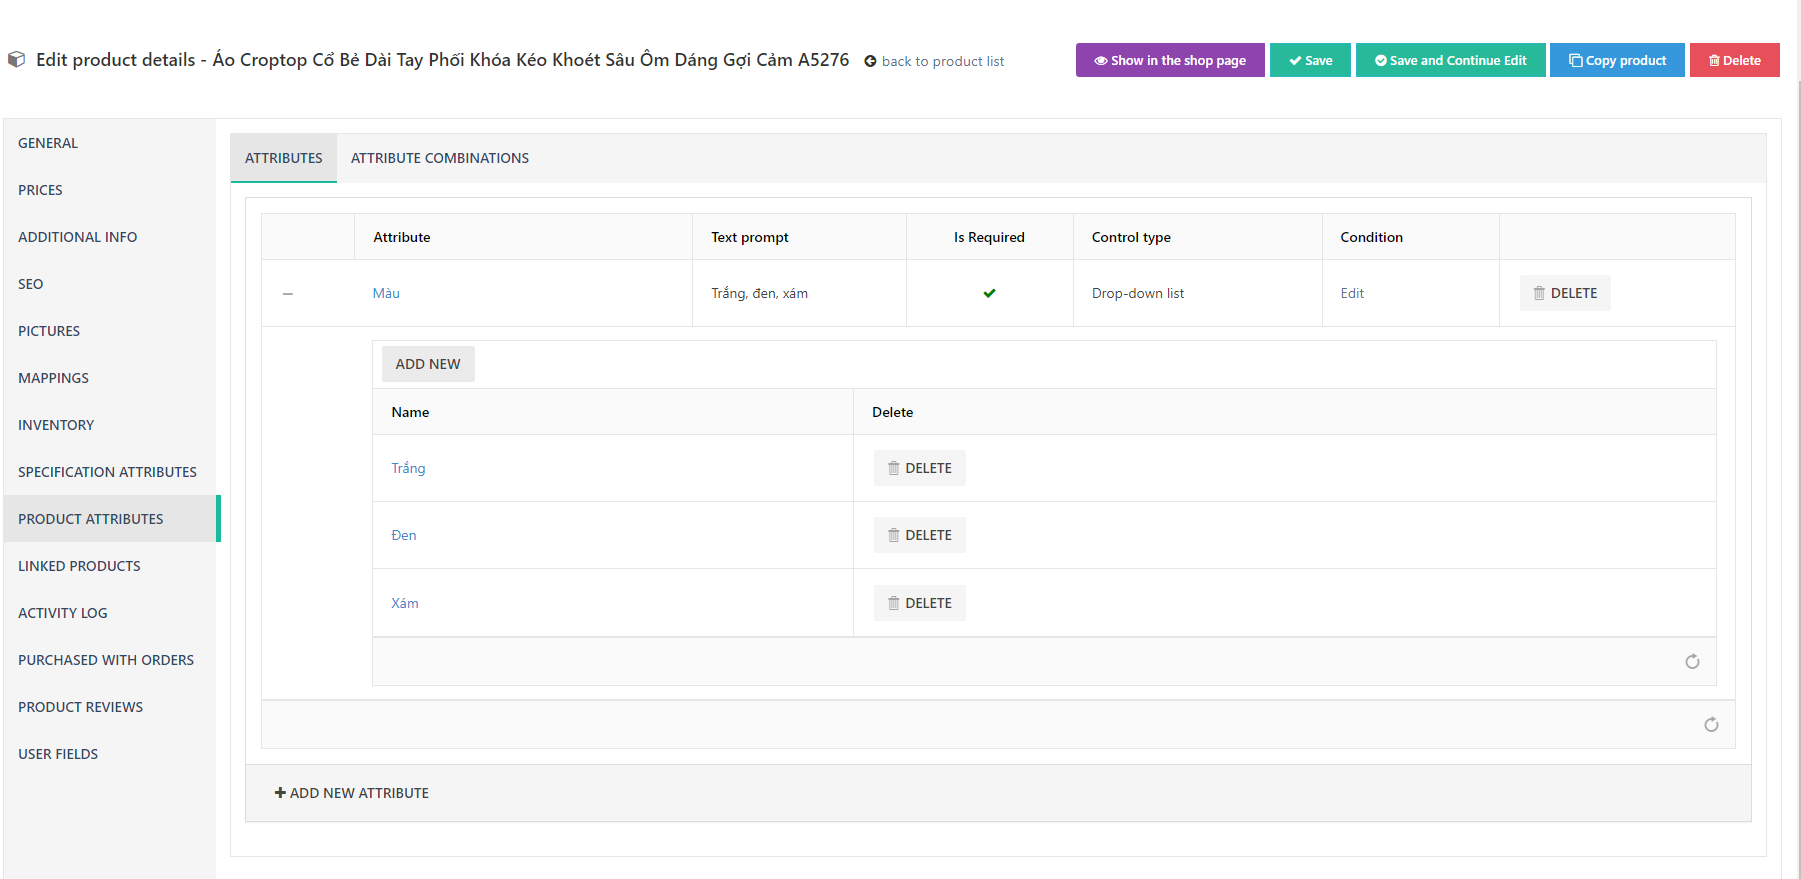 Edit product details - Áo Croptop Cổ Bẻ Dài Tay Phối Khóa Kéo Khoét Sâu Ôm Dáng Gợi Cảm A5276 back to product list
Show in the shop page
Save
Save and Continue Edit
Copy product
Delete
GENERAL
PRICES
ADDITIONAL INFO
SEO
PICTURES
MAPPINGS
INVENTORY
SPECIFICATION ATTRIBUTES
PRODUCT ATTRIBUTES
LINKED PRODUCTS
ACTIVITY LOG
PURCHASED WITH ORDERS
PRODUCT REVIEWS
USER FIELDS
ATTRIBUTES ATTRIBUTE COMBINATIONS
Attribute Text prompt Is Required Control type Condition
Màu Trắng, đen, xám Drop-down list Edit DELETE
ADD NEW
Name Delete
Trắng DELETE
Đen DELETE
Xám DELETE
ADD NEW ATTRIBUTE